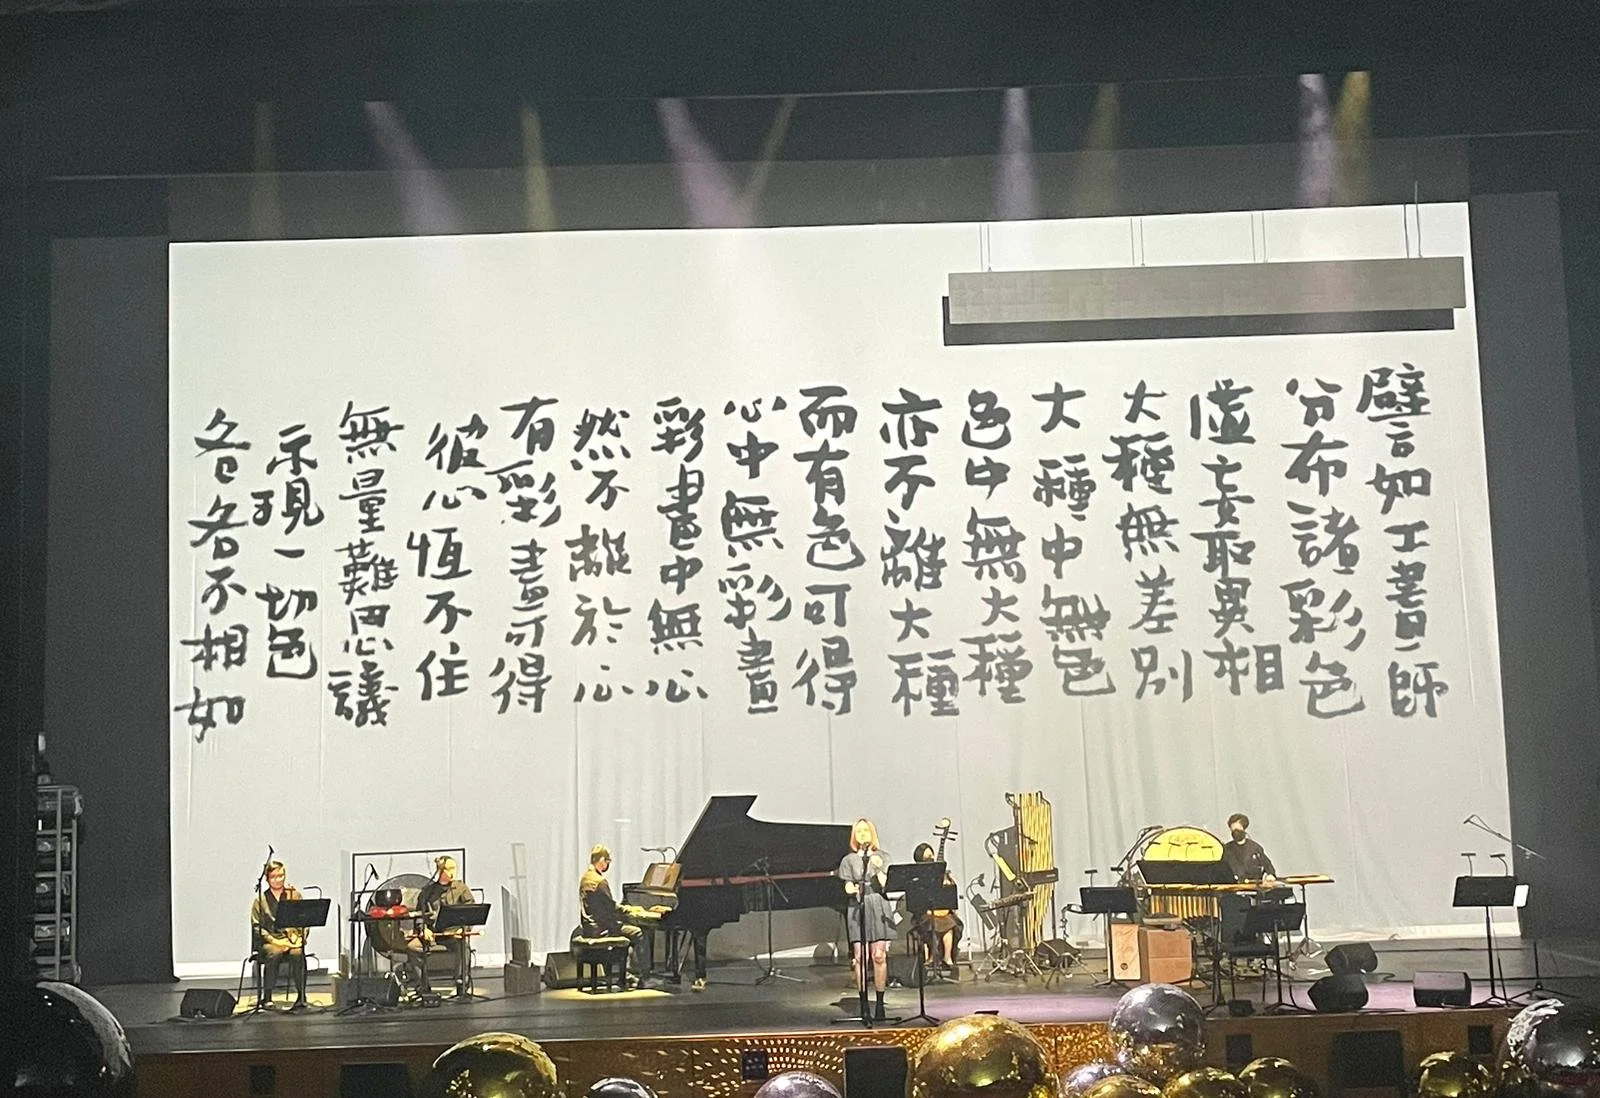 譬如工畫師
分布諸彩色
虛妄取異相
大種無差別
大種中無色
色中無大種
亦不離大種
而有色可得
心中無彩畫
彩畫中無心
然不離於心
有彩畫可得
彼心恆不住
無量難思議
示現一切色
各各不相知